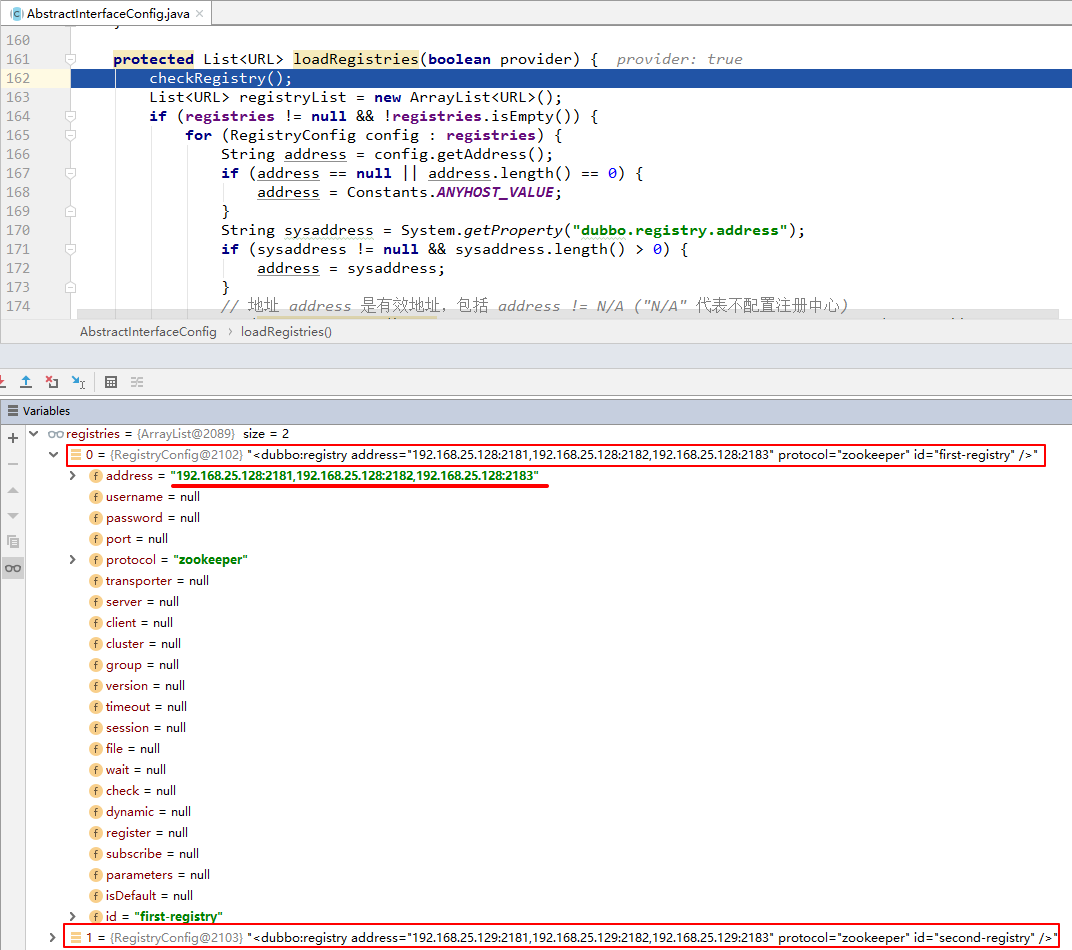 AbstractInterfaceConfig.java
160
161 protected List<URL> loadRegistries(boolean provider) { provider: true
162 checkRegistry();
163 List<URL> registryList = new ArrayList<URL>();
164 if (registries != null && !registries.isEmpty()) {
165 for (RegistryConfig config : registries) {
166 String address = config.getAddress();
167 if (address == null || address.length() == 0) {
168 address = Constants.ANYHOST_VALUE;
169 }
170 String sysaddress = System.getProperty("dubbo.registry.address");
171 if (sysaddress != null && sysaddress.length() > 0) {
172 address = sysaddress;
173 }
174 // 地址 address 是有效地址，包括 address != N/A ("N/A" 代表不配置注册中心)
AbstractInterfaceConfig › loadRegistries()
Variables
registries = {ArrayList@2089} size = 2
0 = {RegistryConfig@2102} "<dubbo:registry address="192.168.25.128:2181,192.168.25.128:2182,192.168.25.128:2183" protocol="zookeeper" id="first-registry" />"
f address = "192.168.25.128:2181,192.168.25.128:2182,192.168.25.128:2183"
f username = null
f password = null
f port = null
f protocol = "zookeeper"
f transporter = null
f server = null
f client = null
f cluster = null
f group = null
f version = null
f timeout = null
f session = null
f file = null
f wait = null
f check = null
f dynamic = null
f register = null
f subscribe = null
f parameters = null
f isDefault = null
f id = "first-registry"
1 = {RegistryConfig@2103} "<dubbo:registry address="192.168.25.129:2181,192.168.25.129:2182,192.168.25.129:2183" protocol="zookeeper" id="second-registry" />"